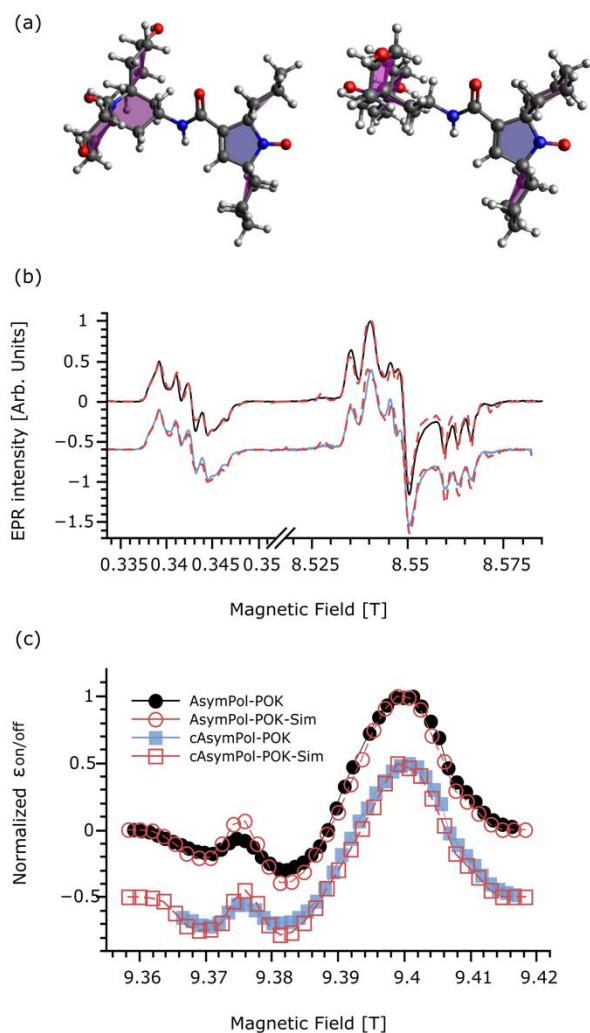 (a)
(b)
EPR intensity [Arb. Units]
1
0.5
0
−0.5
−1
−1.5
0.335 0.34 0.345 0.35 8.525 8.55 8.575
Magnetic Field [T]
(c)
Normalized ε on/off
1
0.5
0
−0.5
AsymPol-POK
AsymPol-POK-Sim
cAsymPol-POK
cAsymPol-POK-Sim
9.36 9.37 9.38 9.39 9.4 9.41 9.42
Magnetic Field [T]